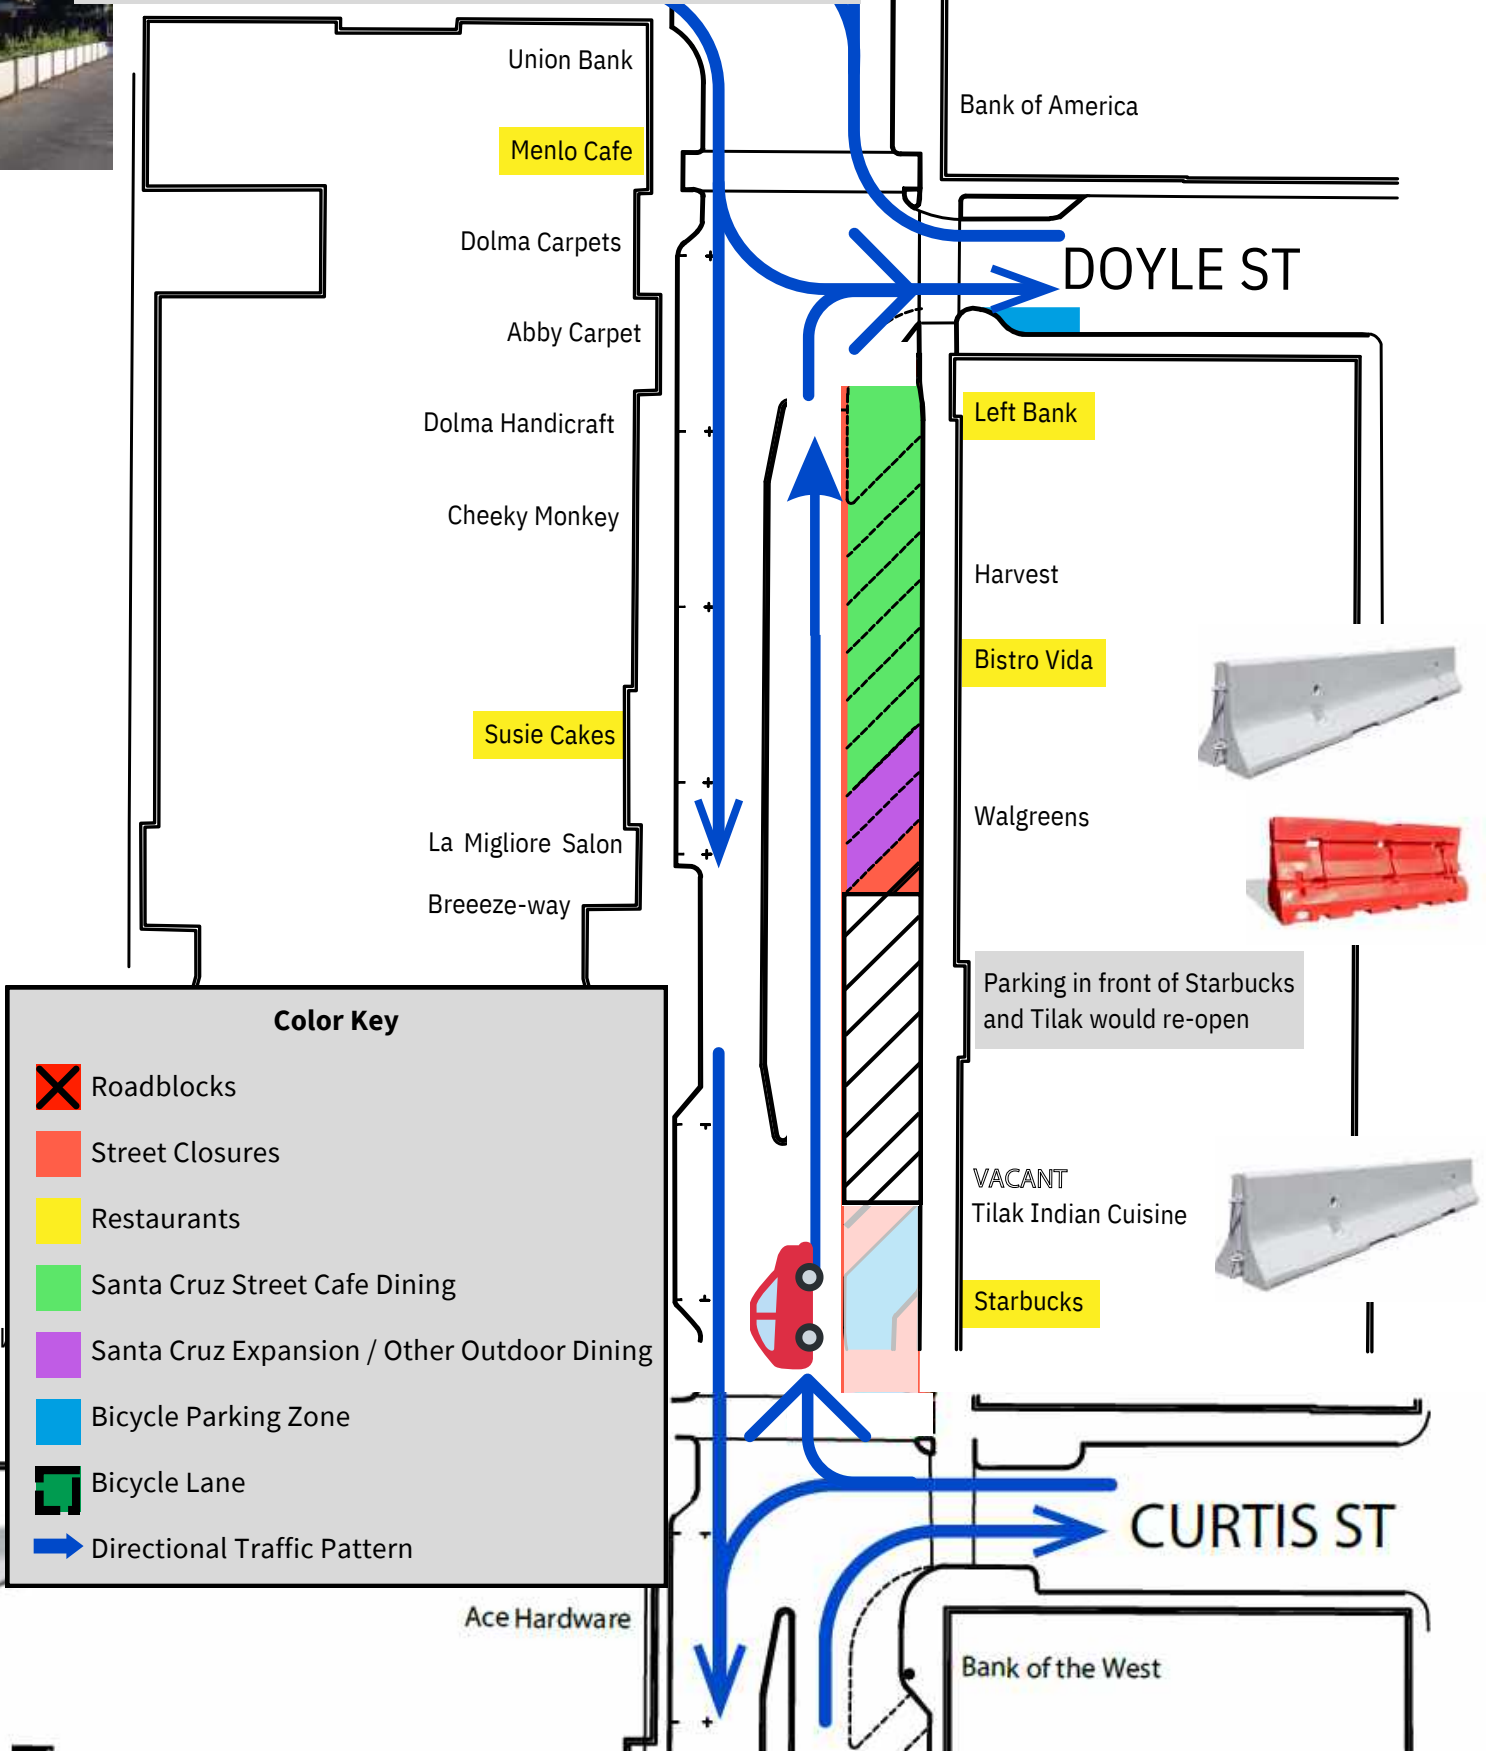 Union Bank
Bank of America
Menlo Cafe
Dolma Carpets
DOYLE ST
Abby Carpet
Left Bank
Dolma Handicraft
Cheeky Monkey
Harvest
Bistro Vida
Susie Cakes
Walgreens
La Migliore Salon
Breeeze-way
Parking in front of Starbucks
and Tilak would re-open
Color Key
Roadblocks
Street Closures
Restaurants
Santa Cruz Street Cafe Dining
Santa Cruz Expansion / Other Outdoor Dining
Bicycle Parking Zone
Bicycle Lane
Directional Traffic Pattern
VACANT
Tilak Indian Cuisine
Starbucks
CURTIS ST
Ace Hardware
Bank of the West